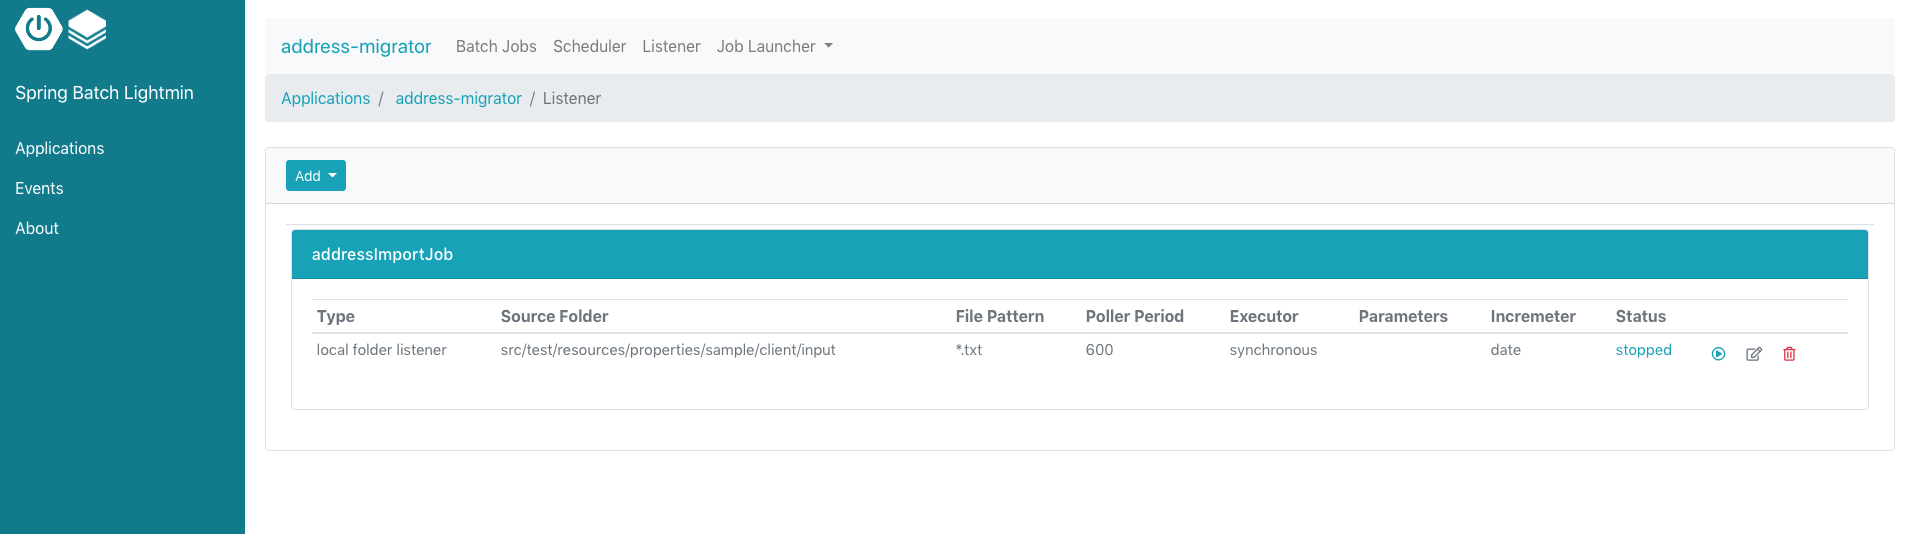 Spring Batch Lightmin
Applications
Events
About
address-migrator Batch Jobs Scheduler Listener Job Launcher
Applications / address-migrator / Listener
Add
addressImportJob
Type Source Folder File Pattern Poller Period Executor Parameters Incremeter Status
local folder listener src/test/resources/properties/sample/client/input *.txt 600 synchronous date stopped